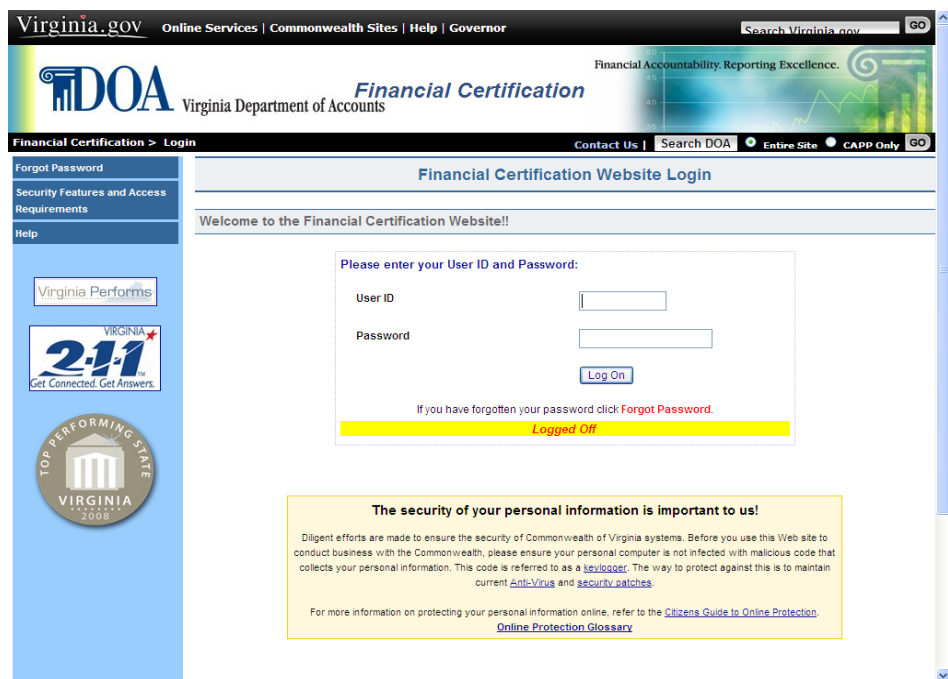 Virginia.gov Online Services | Commonwealth Sites | Help | Governor Search Virginia.gov GO
DOA Virginia Department of Accounts
Financial Certification
Financial Accountability. Reporting Excellence.
50
45
40
35
Financial Certification > Login Contact Us | Search DOA Entire Site CAPP Only GO
Forgot Password
Security Features and Access
Requirements
Help
Virginia Performs
VIRGINIA
2-1-1
TM
Get Connected. Get Answers.
TOP PERFORMING STATE
VIRGINIA
2008
Financial Certification Website Login
Welcome to the Financial Certification Website!!
Please enter your User ID and Password:
User ID
Password
Log On
If you have forgotten your password click Forgot Password.
Logged Off
The security of your personal information is important to us!
Diligent efforts are made to ensure the security of Commonwealth of Virginia systems. Before you use this Web site to
conduct business with the Commonwealth, please ensure your personal computer is not infected with malicious code that
collects your personal information. This code is referred to as a keylogger. The way to protect against this is to maintain
current Anti-Virus and security patches.
For more information on protecting your personal information online, refer to the Citizens Guide to Online Protection.
Online Protection Glossary